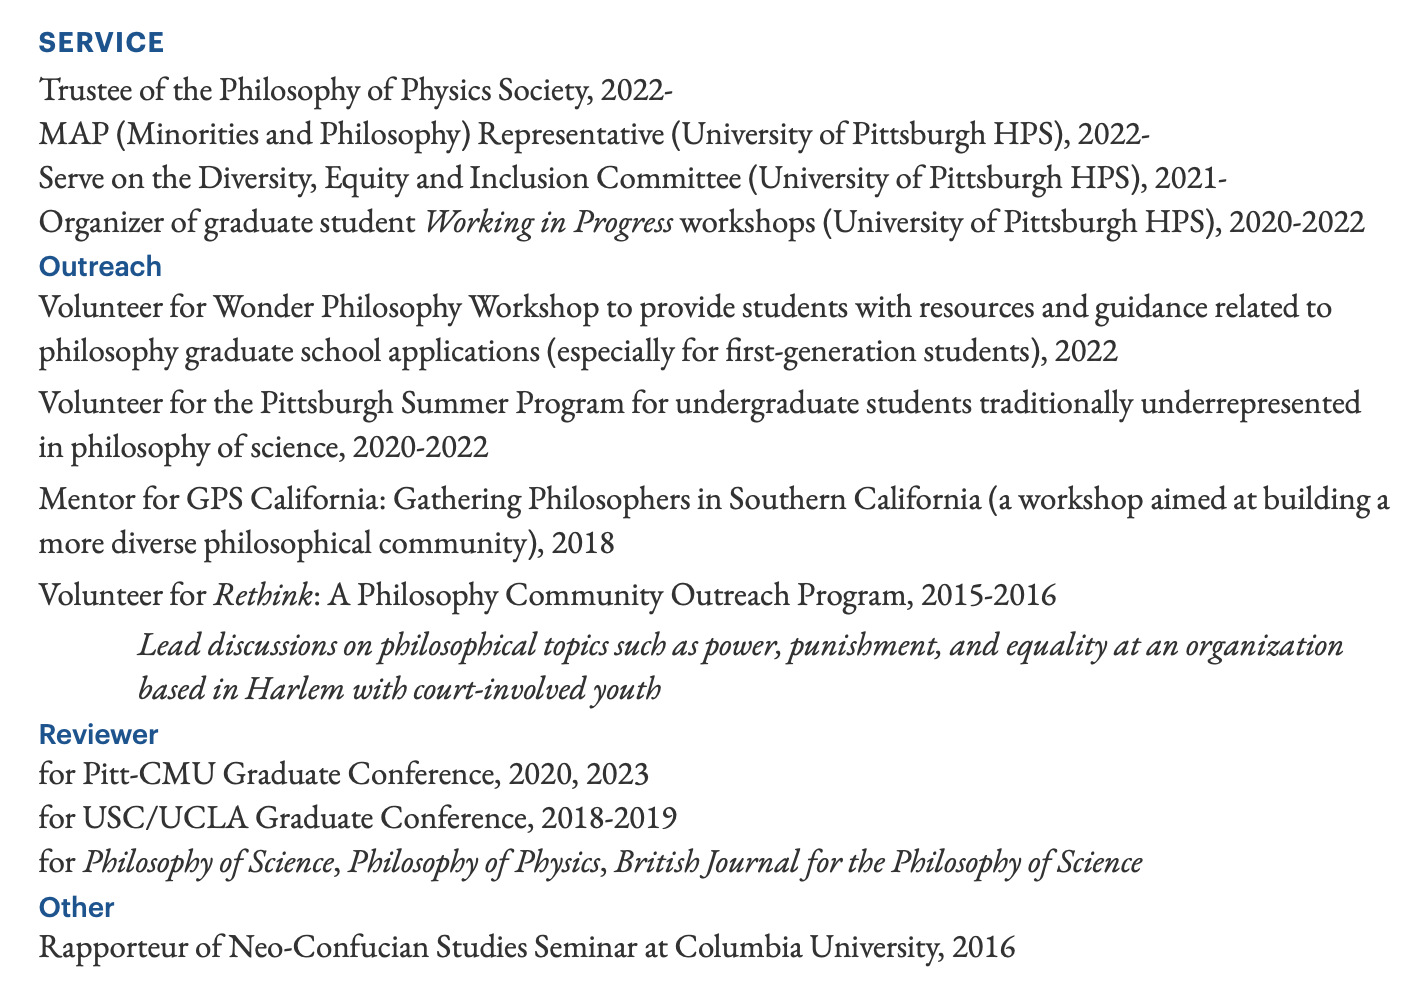 SERVICE
Trustee of the Philosophy of Physics Society, 2022-
MAP (Minorities and Philosophy) Representative (University of Pittsburgh HPS), 2022-
Serve on the Diversity, Equity and Inclusion Committee (University of Pittsburgh HPS), 2021-
Organizer of graduate student Working in Progress workshops (University of Pittsburgh HPS), 2020-2022
Outreach
Volunteer for Wonder Philosophy Workshop to provide students with resources and guidance related to
philosophy graduate school applications (especially for first-generation students), 2022
Volunteer for the Pittsburgh Summer Program for undergraduate students traditionally underrepresented
in philosophy of science, 2020-2022
Mentor for GPS California: Gathering Philosophers in Southern California (a workshop aimed at building a
more diverse philosophical community), 2018
Volunteer for Rethink: A Philosophy Community Outreach Program, 2015-2016
Lead discussions on philosophical topics such as power, punishment, and equality at an organization
based in Harlem with court-involved youth
Reviewer
for Pitt-CMU Graduate Conference, 2020, 2023
for USC/UCLA Graduate Conference, 2018-2019
for Philosophy of Science, Philosophy of Physics, British Journal for the Philosophy of Science
Other
Rapporteur of Neo-Confucian Studies Seminar at Columbia University, 2016